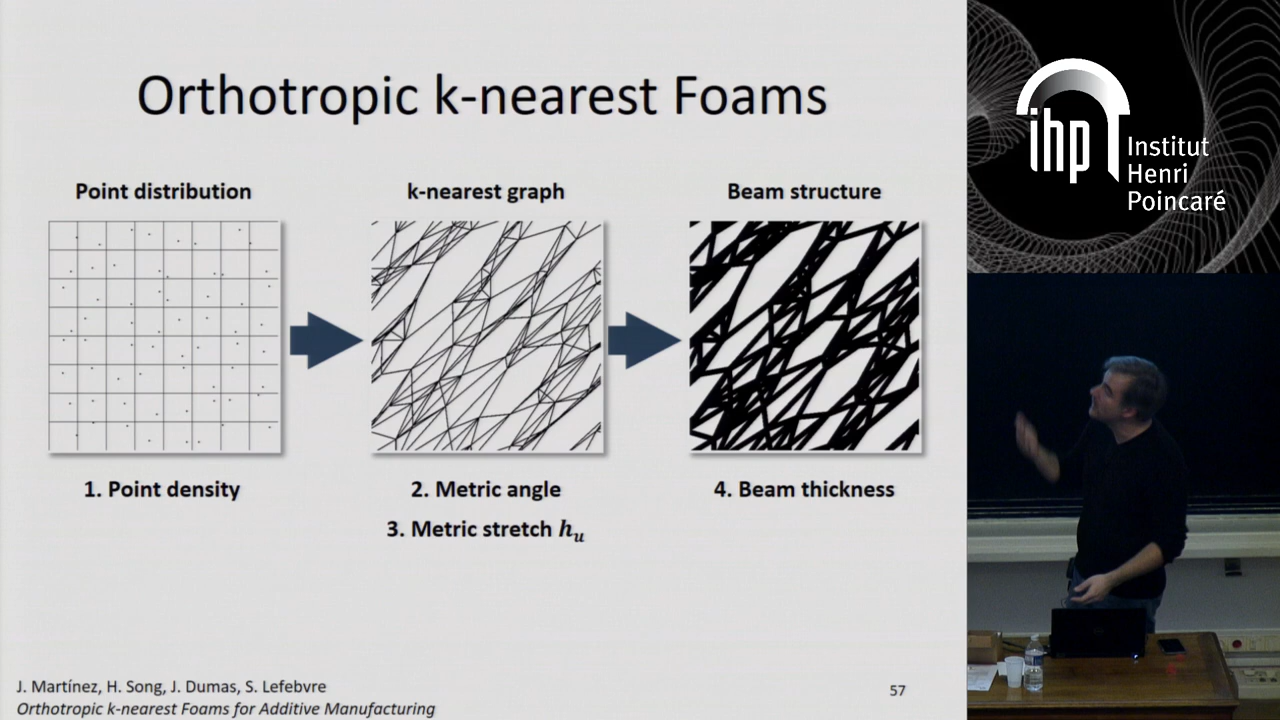 Orthotropic k-nearest Foams
Point distribution
k-nearest graph
Beam structure
1. Point density
2. Metric angle
4. Beam thickness
3. Metric stretch hᵤ
J. Martínez, H. Song, J. Dumas, S. Lefebvre
Orthotropic k-nearest Foams for Additive Manufacturing
57
ihp
Institut
Henri
Poincaré